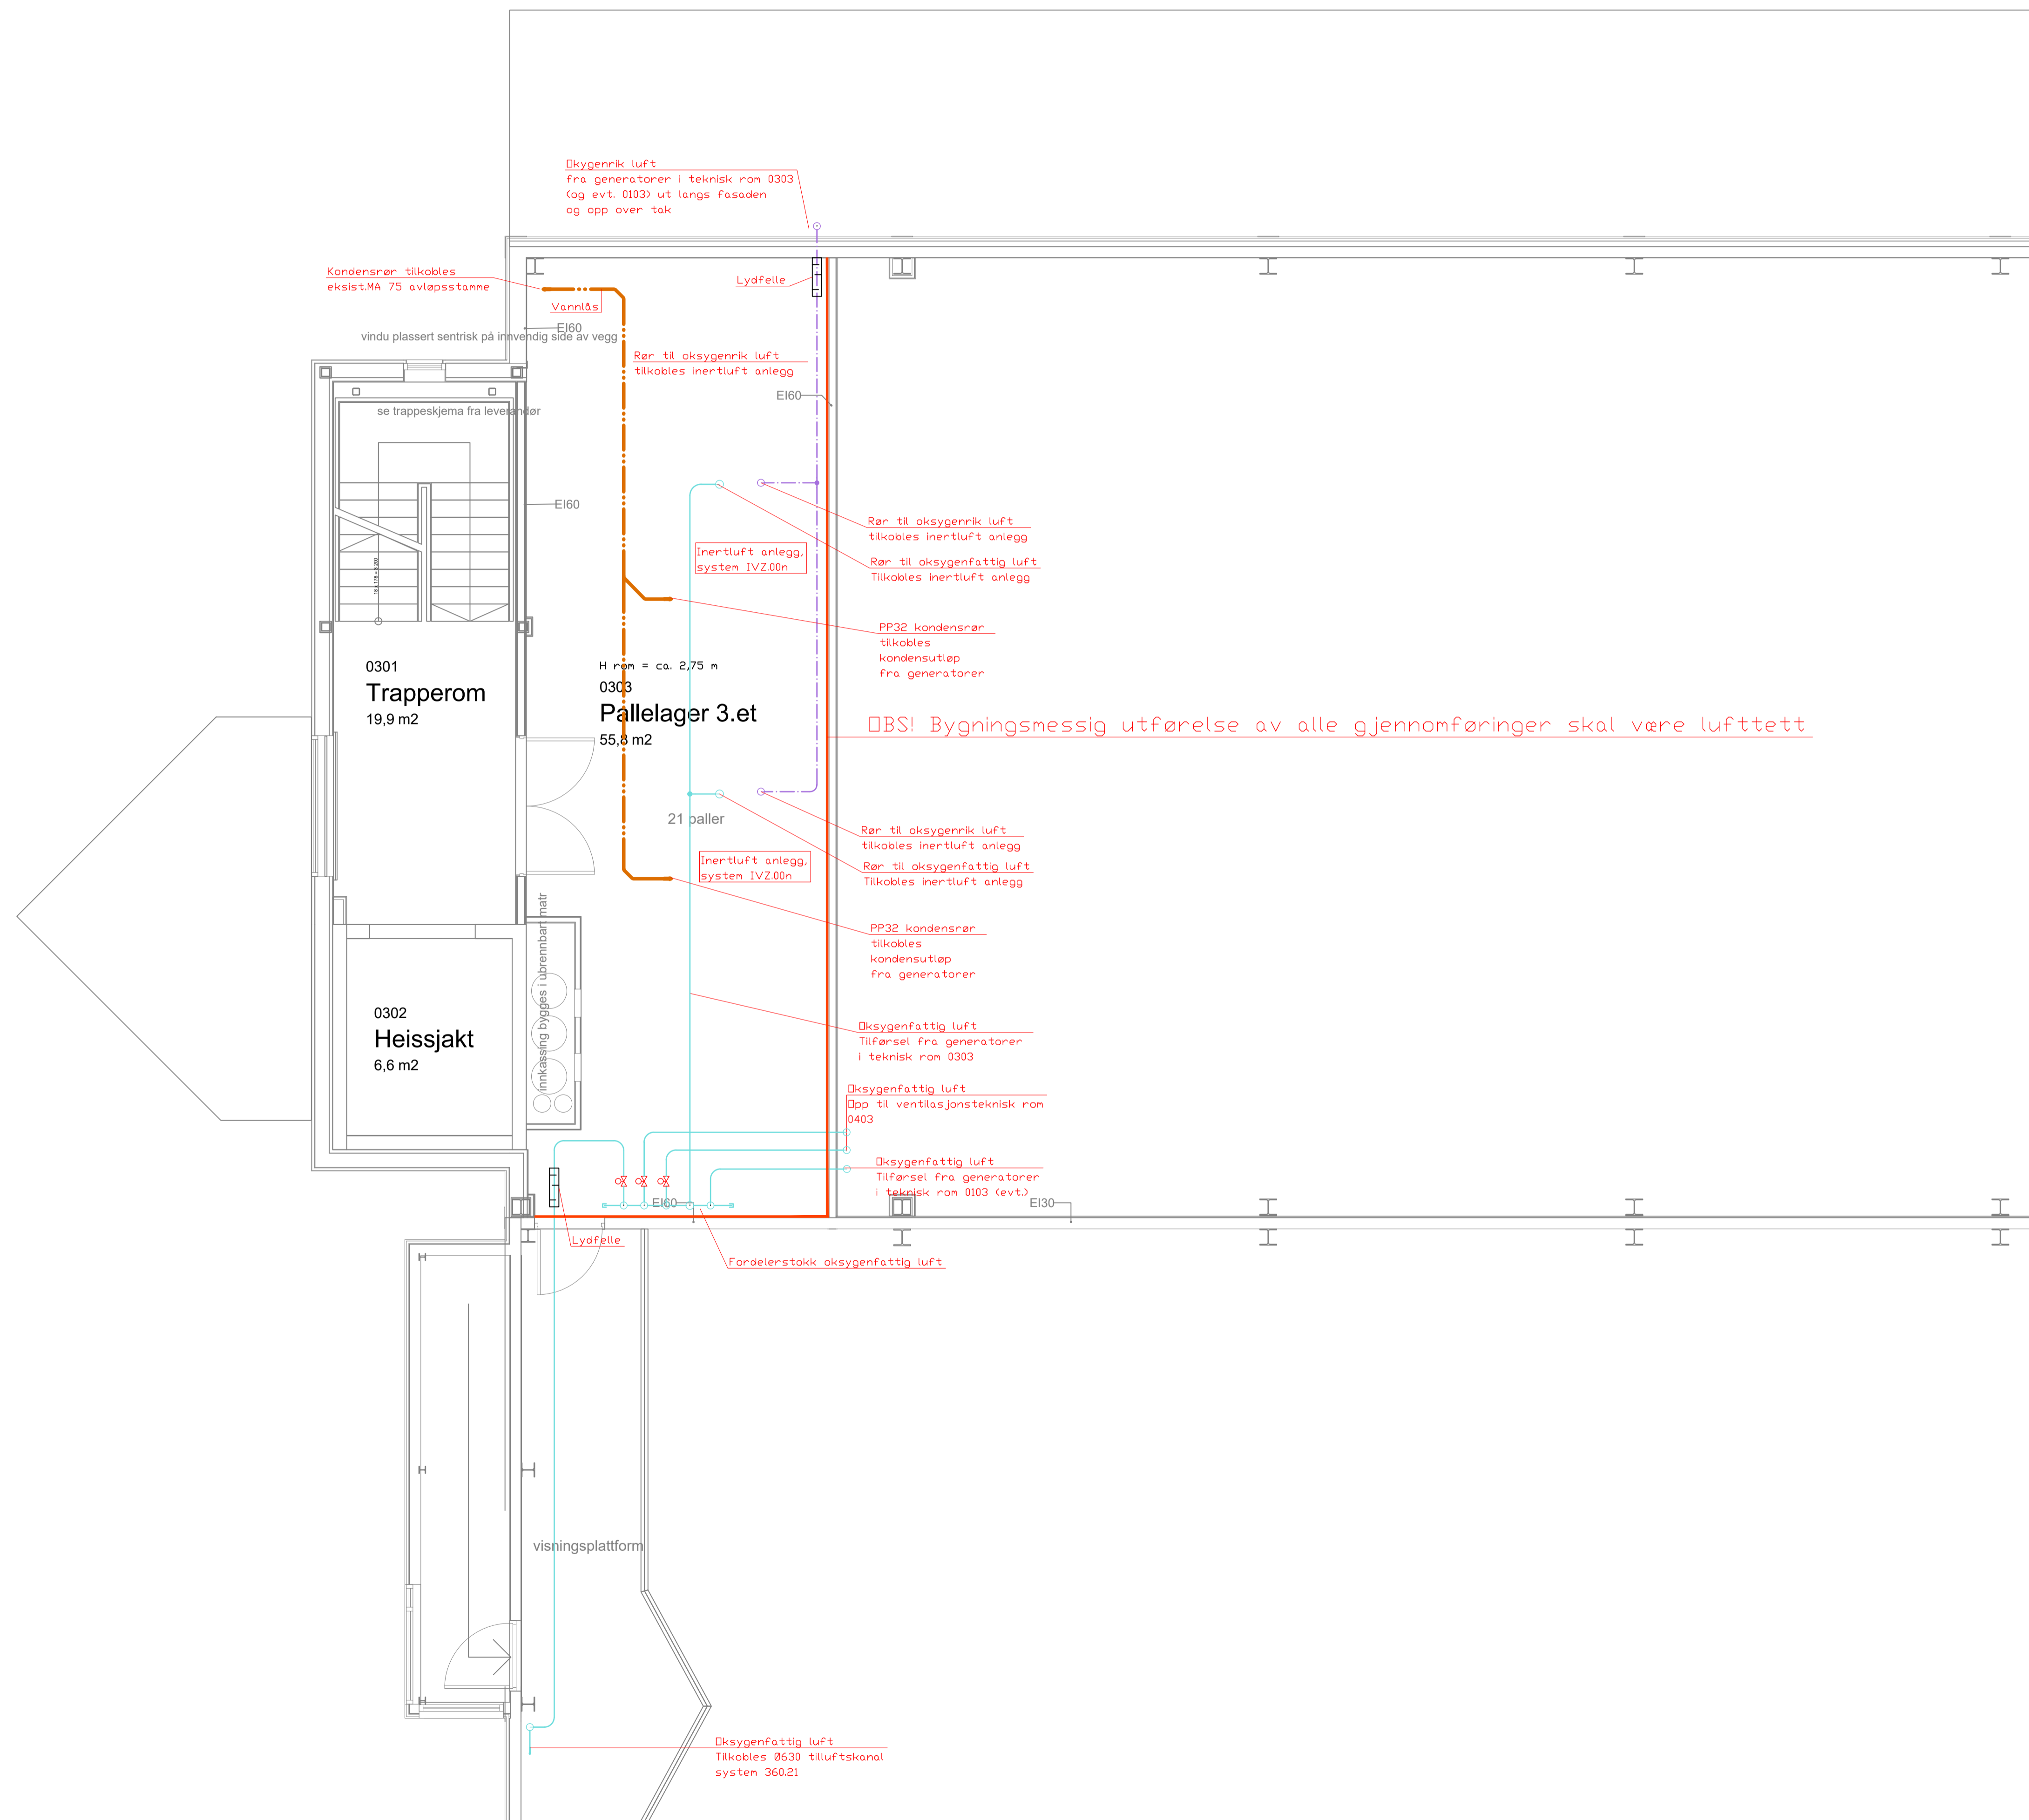 Okygenrik luft
fra generatorer i teknisk rom 0303
(og evt. 0103) ut langs fasaden
og opp over tak
Kondensrør tilkobles
eksist.MA 75 avløpsstamme
Lydfelle
Vannlås
EI60
vindu plassert sentrisk på innvendig side av vegg
Rør til oksygenrik luft
tilkobles inertluft anlegg
EI60
se trappeskjema fra leverandør
EI60
Rør til oksygenrik luft
tilkobles inertluft anlegg
Inertluft anlegg,
system IVZ.00n
Rør til oksygenfattig luft
Tilkobles inertluft anlegg
PP32 kondensrør
tilkobles
kondensutløp
fra generatorer
0301
Trapperom
19,9 m2
H rom = ca. 2,75 m
0303
Pallelager 3.et
55,8 m2
OBS! Bygningsmessig utførelse av alle gjennomføringer skal være lufttett
21 paller
Rør til oksygenrik luft
tilkobles inertluft anlegg
Inertluft anlegg,
system IVZ.00n
Rør til oksygenfattig luft
Tilkobles inertluft anlegg
innkassing bygges i ubrennbart matr
PP32 kondensrør
tilkobles
kondensutløp
fra generatorer
0302
Heissjakt
6,6 m2
Oksygenfattig luft
Tilførsel fra generatorer
i teknisk rom 0303
Oksygenfattig luft
Opp til ventilasjonsteknisk rom
0403
Oksygenfattig luft
Tilførsel fra generatorer
i teknisk rom 0103 (evt.)
EI60
EI30
Lydfelle
Fordelerstokk oksygenfattig luft
visningsplattform
Oksygenfattig luft
Tilkobles Ø630 tilluftskanal
system 360.21